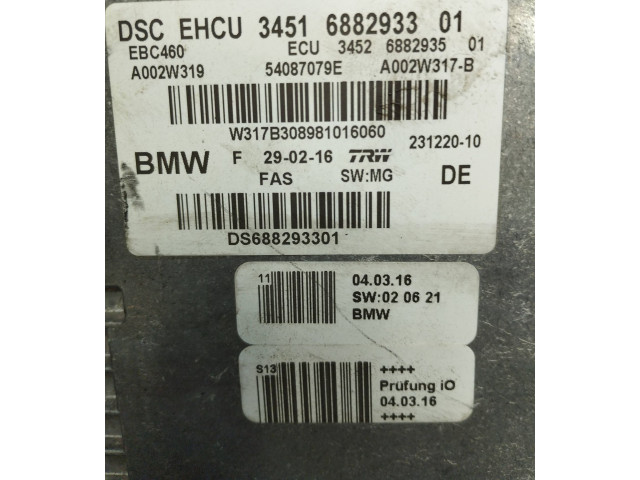 DSC EHCU 3451 6882933 01
EBC460 ECU 3452 6882935 01
A002W319 54087079E A002W317-B
W317B308981016060
231220-10
BMW F 29-02-16 TRW
FAS SW:MG DE
DS688293301
11 04.03.16
SW:02 06 21
BMW
S13 ++++
Prüfung iO
04.03.16
++++